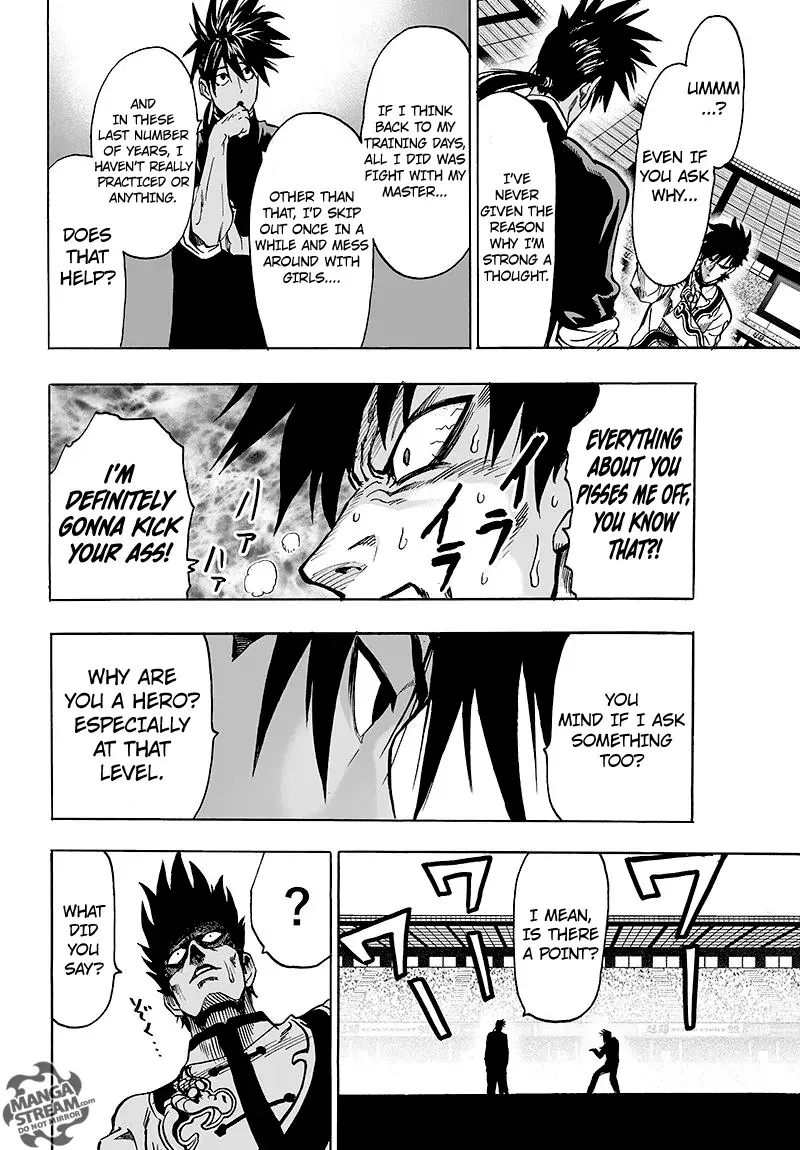 UMMM
...?
EVEN IF
YOU ASK
WHY...
I'VE
NEVER
GIVEN THE
REASON
WHY I'M
STRONG A
THOUGHT.
IF I THINK
BACK TO MY
TRAINING DAYS,
ALL I DID WAS
FIGHT WITH MY
MASTER...
OTHER THAN
THAT, I'D SKIP
OUT ONCE IN A
WHILE AND MESS
AROUND WITH
GIRLS....
AND
IN THESE
LAST NUMBER
OF YEARS, I
HAVEN'T REALLY
PRACTICED OR
ANYTHING.
DOES
THAT
HELP?
EVERYTHING
ABOUT YOU
PISSES ME OFF,
YOU KNOW
THAT?!
イライラ
ハァハァ
I'M
DEFINITELY
GONNA KICK
YOUR ASS!
YOU
MIND IF I ASK
SOMETHING
TOO?
WHY ARE
YOU A HERO?
ESPECIALLY
AT THAT
LEVEL.
ワァァ
I MEAN,
IS THERE
A POINT?
?
WHAT
DID
YOU
SAY?
MANGA
STREAM.COM
DO NOT MIRROR